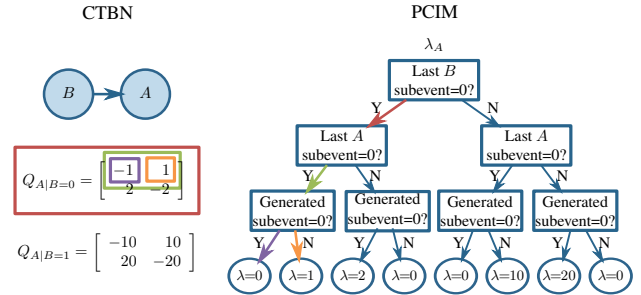 CTBN
B
A
Q_{A|B=0} = [ −1 1
2 −2 ]
Q_{A|B=1} = [ −10 10
20 −20 ]
PCIM
λ_A
Last B
subevent=0?
Y N
Last A
subevent=0?
Last A
subevent=0?
Y N Y N
Generated
subevent=0?
Generated
subevent=0?
Generated
subevent=0?
Generated
subevent=0?
Y N Y N Y N Y N
λ=0 λ=1 λ=2 λ=0 λ=0 λ=10 λ=20 λ=0